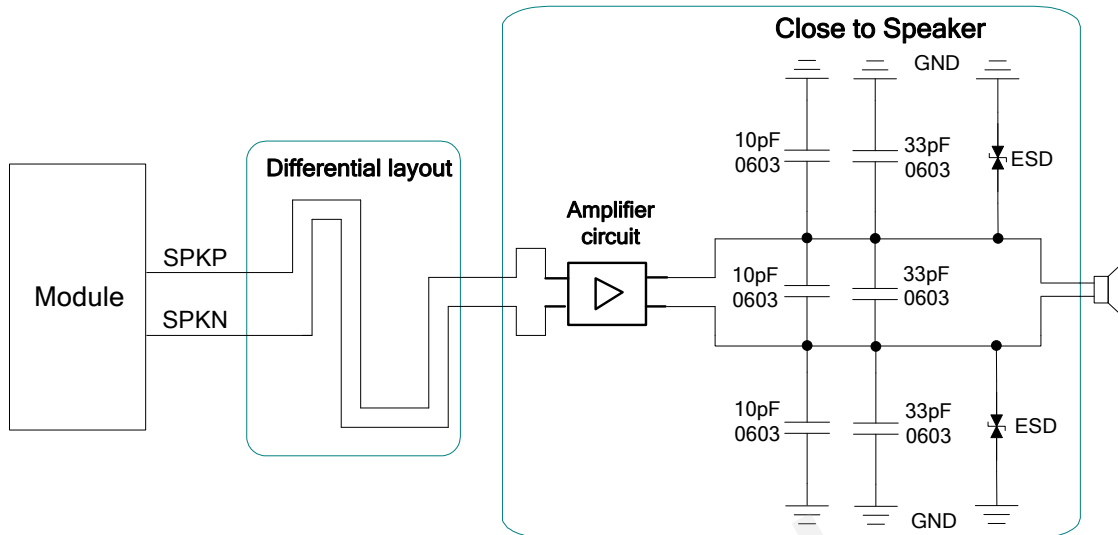 Close to Speaker
GND
10pF
0603
33pF
0603
ESD
Differential layout
Amplifier
circuit
SPKP
Module
SPKN
10pF
0603
33pF
0603
10pF
0603
33pF
0603
ESD
GND